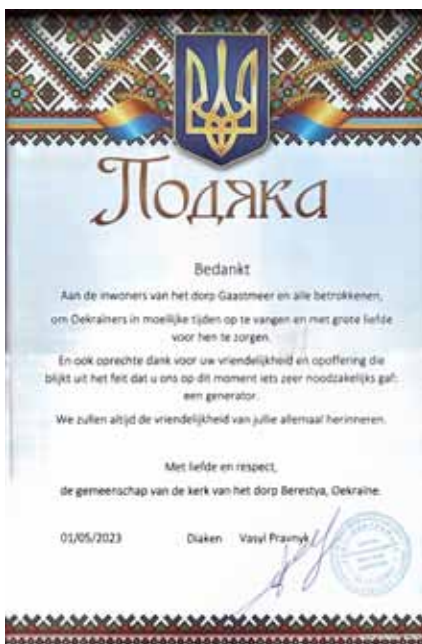 Подяка
Bedankt
Aan de inwoners van het dorp Gaastmeer en alle betrokkenen,
om Oekraïners in moeilijke tijden op te vangen en met grote liefde
voor hen te zorgen.
En ook oprechte dank voor uw vriendelijkheid en opoffering die
blijkt uit het feit dat u ons op dit moment iets zeer noodzakelijks gaf:
een generator.
We zullen altijd de vriendelijkheid van jullie allemaal herinneren.
Met liefde en respect,
de gemeenschap van de kerk van het dorp Berestya, Oekraïne.
01/05/2023 Diaken Vasyl Pravnyk